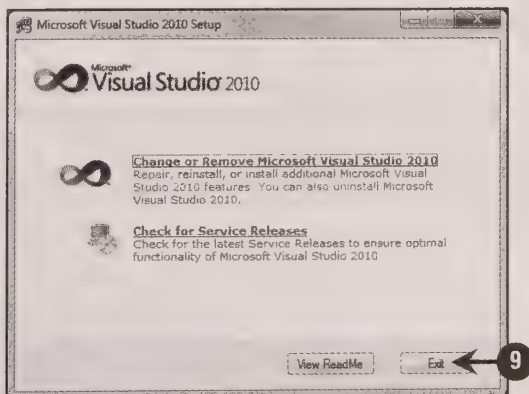 Microsoft Visual Studio 2010 Setup
Microsoft®
Visual Studio 2010
Change or Remove Microsoft Visual Studio 2010
Repair, reinstall, or install additional Microsoft Visual
Studio 2010 features. You can also uninstall Microsoft
Visual Studio 2010.
Check for Service Releases
Check for the latest Service Releases to ensure optimal
functionality of Microsoft Visual Studio 2010
View ReadMe
Exit
9